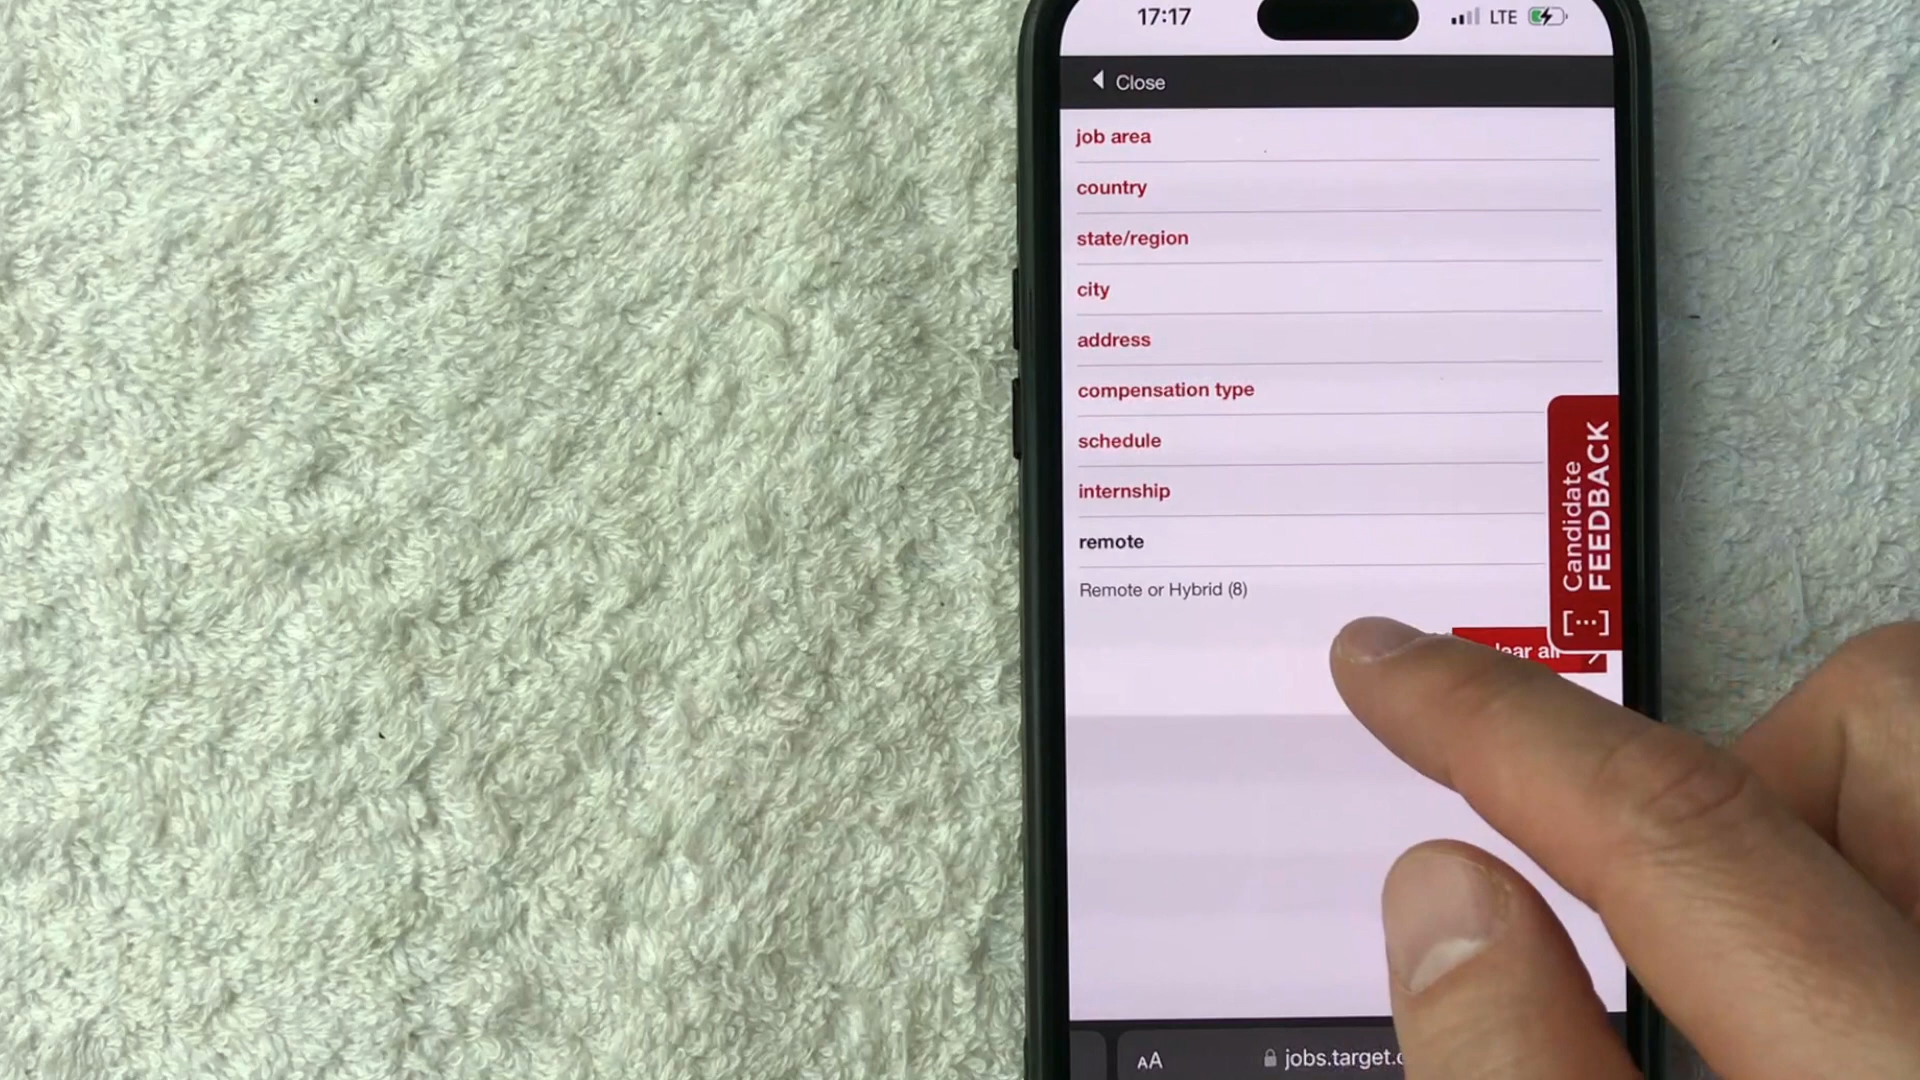 17:17
LTE
Close
job area
country
state/region
city
address
compensation type
schedule
internship
remote
Remote or Hybrid (8)
Candidate
FEEDBACK
all
AA
jobs.target.